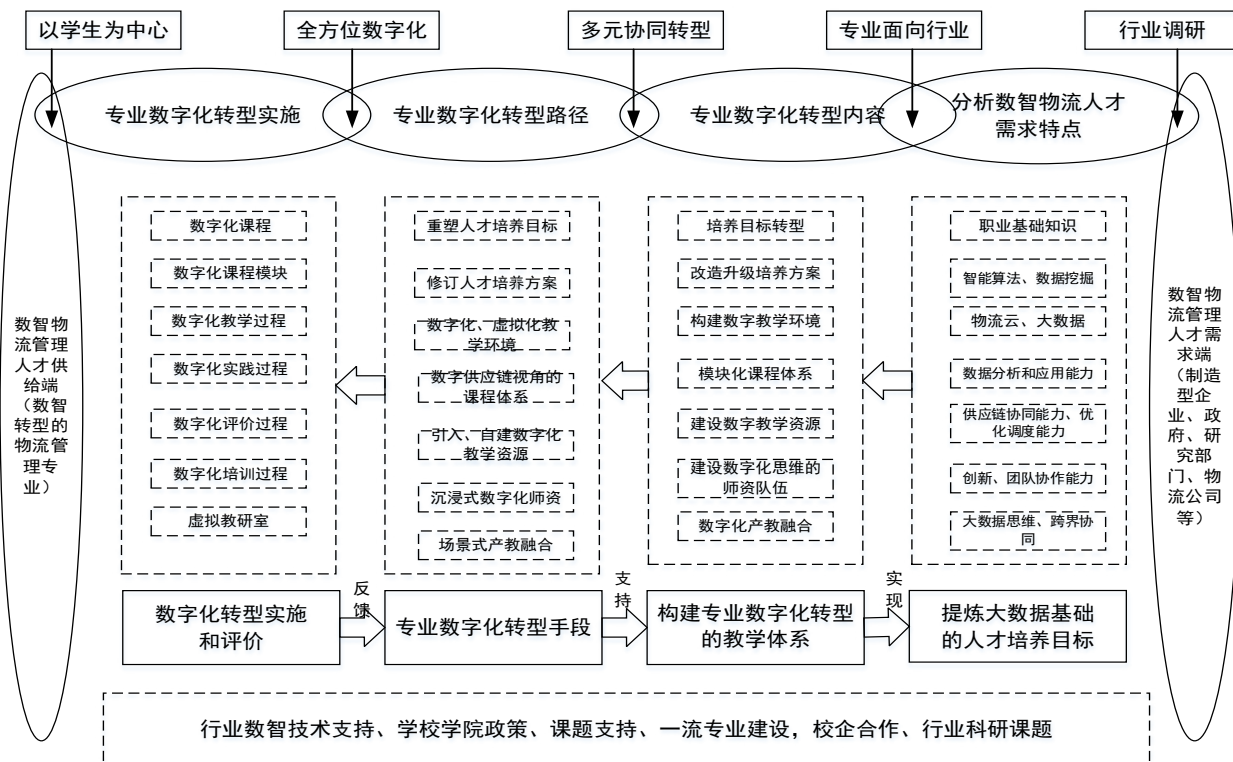 以学生为中心
全方位数字化
多元协同转型
专业面向行业
行业调研
专业数字化转型实施
专业数字化转型路径
专业数字化转型内容
分析数智物流人才
需求特点
数智物
流管理
人才供
给端
（数智
转型的
物流管
理专
业）
数字化课程
数字化课程模块
数字化教学过程
数字化实践过程
数字化评价过程
数字化培训过程
虚拟教研室
重塑人才培养目标
修订人才培养方案
数字化、虚拟化教
学环境
数字供应链视角的
课程体系
引入、自建数字化
教学资源
沉浸式数字化师资
场景式产教融合
培养目标转型
改造升级培养方案
构建数字教学环境
模块化课程体系
建设数字教学资源
建设数字化思维的
师资队伍
数字化产教融合
职业基础知识
智能算法、数据挖掘
物流云、大数据
数据分析和应用能力
供应链协同能力、优
化调度能力
创新、团队协作能力
大数据思维、跨界协
同
数智物
流管理
人才需
求端
（制造
型企
业、政
府、研
究部
门、物
流公司
等）
数字化转型实施
和评价
反
馈
专业数字化转型手段
支
持
构建专业数字化转型
的教学体系
实
现
提炼大数据基础
的人才培养目标
行业数智技术支持、学校学院政策、课题支持、一流专业建设，校企合作、行业科研课题